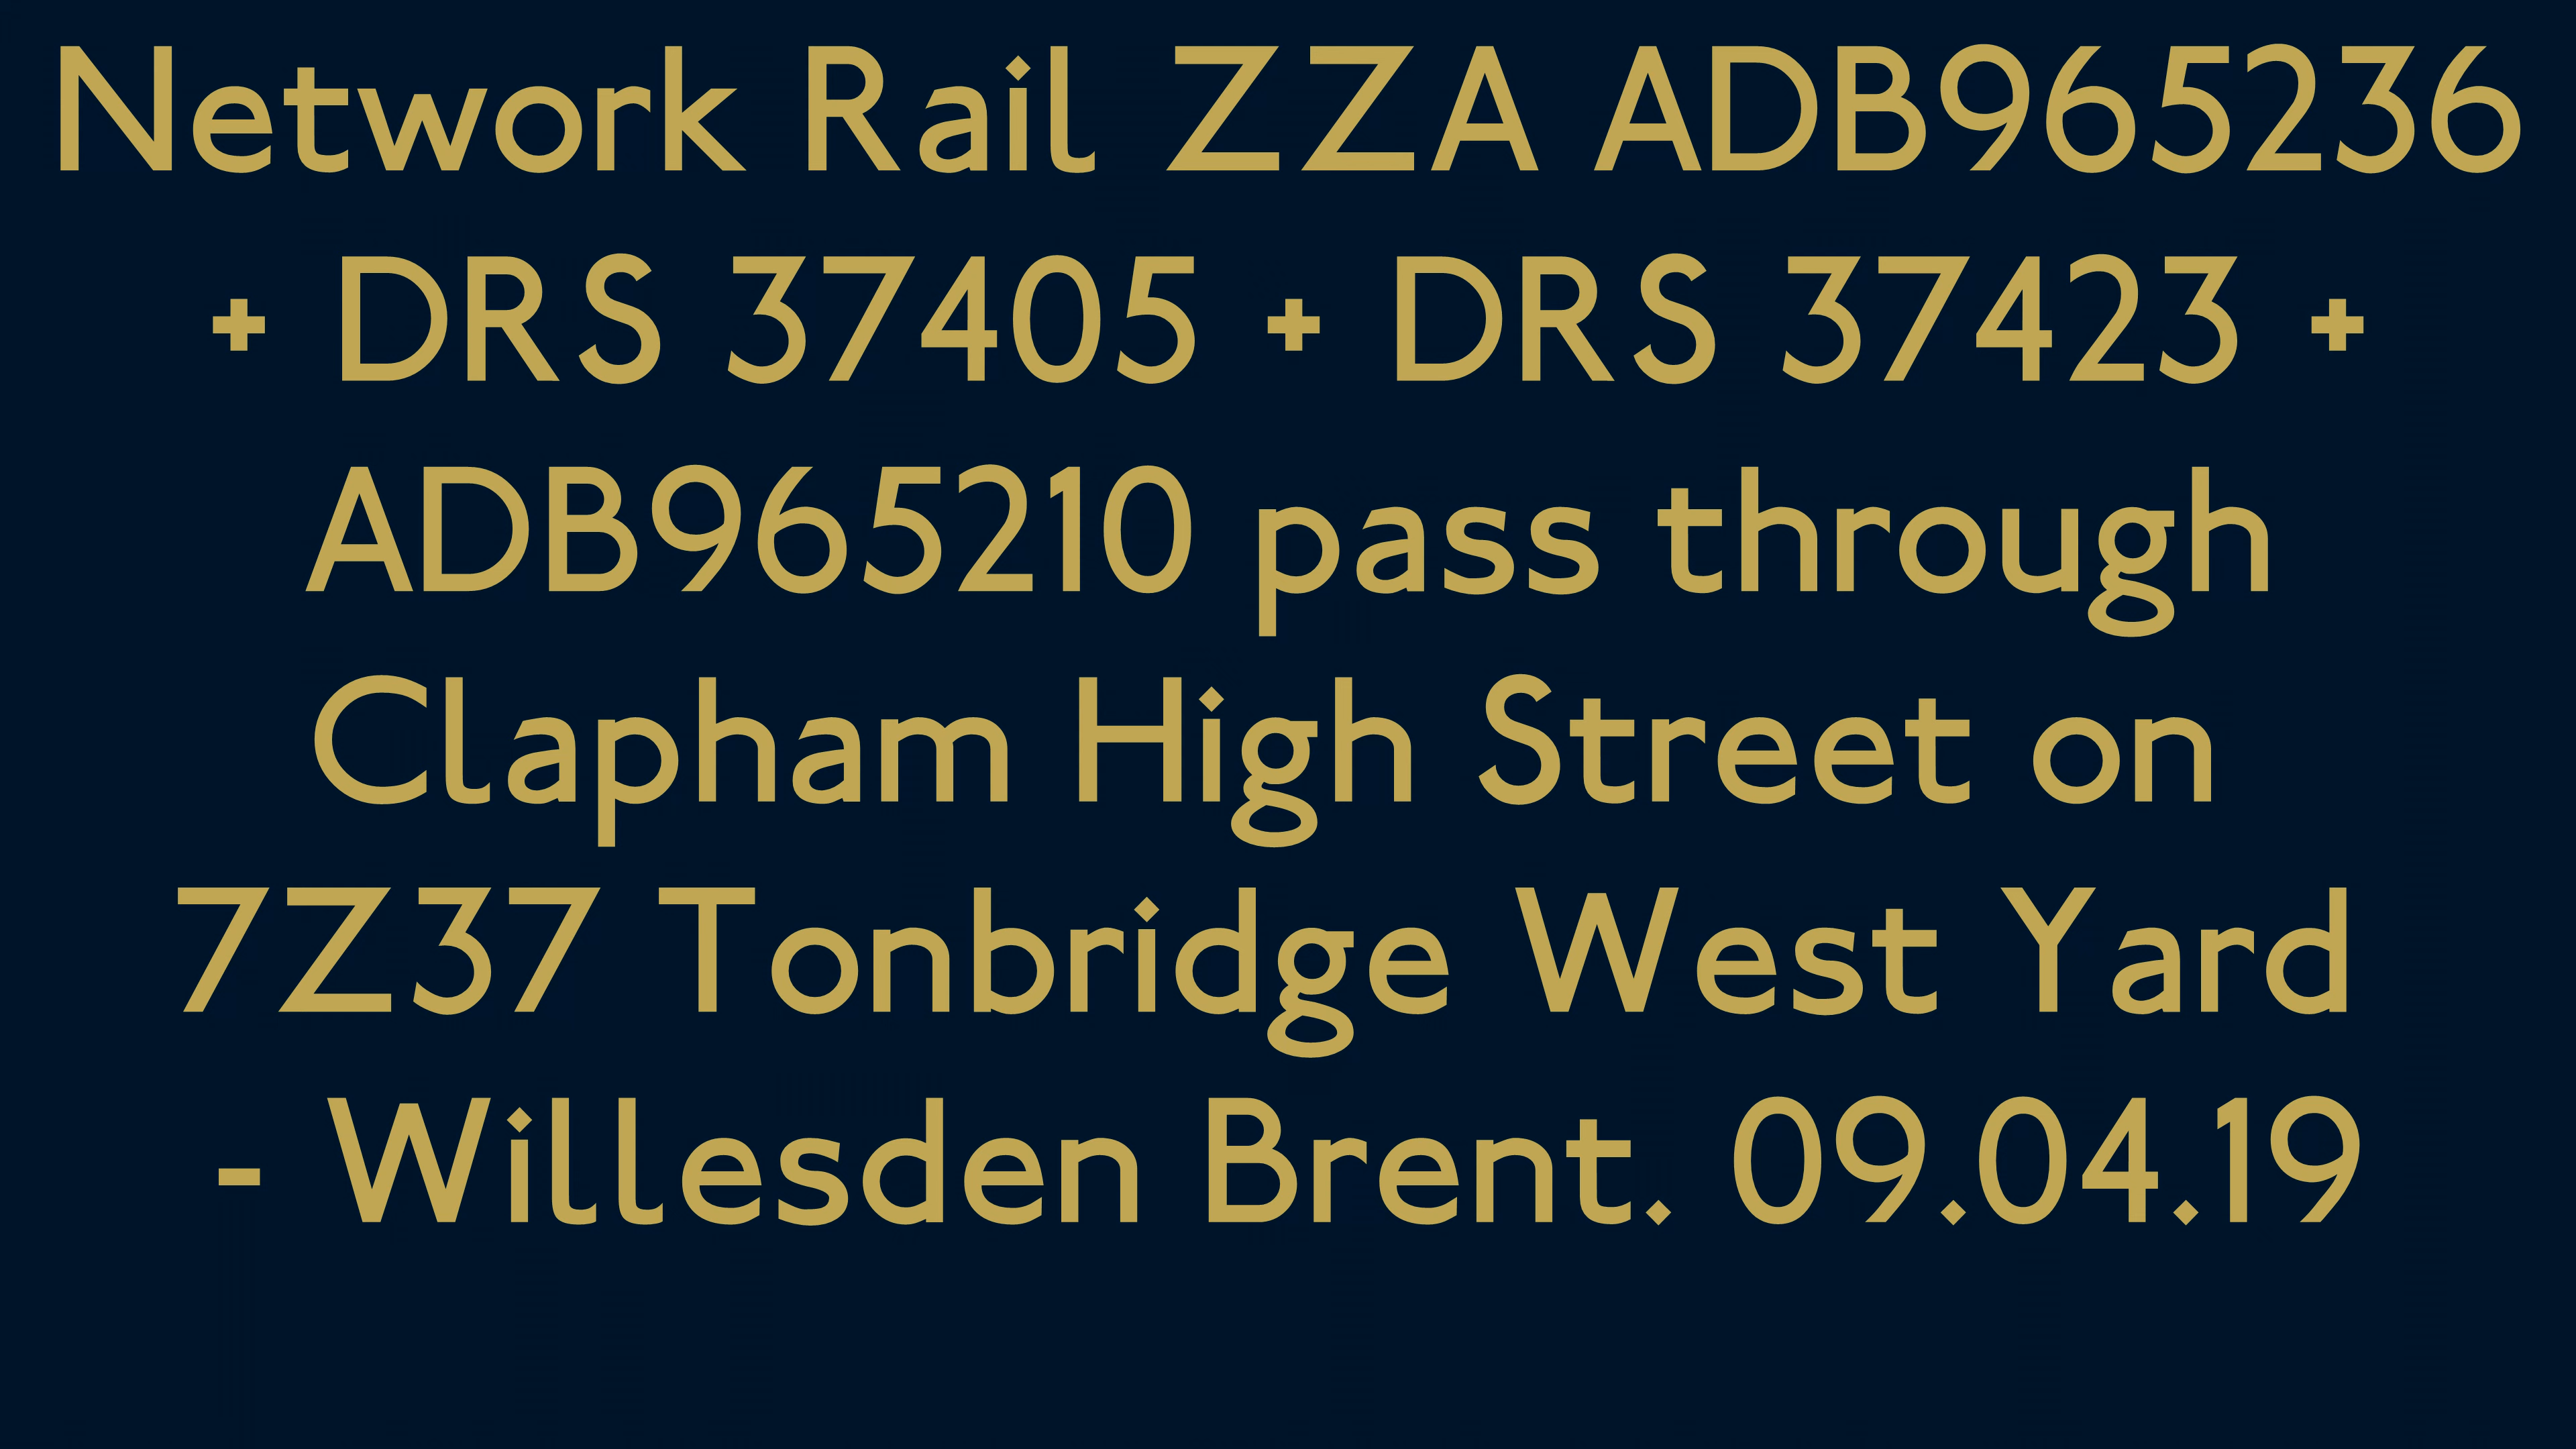 Network Rail ZZA ADB965236
+ DRS 37405 + DRS 37423 +
ADB965210 pass through
Clapham High Street on
7Z37 Tonbridge West Yard
- Willesden Brent. 09.04.19